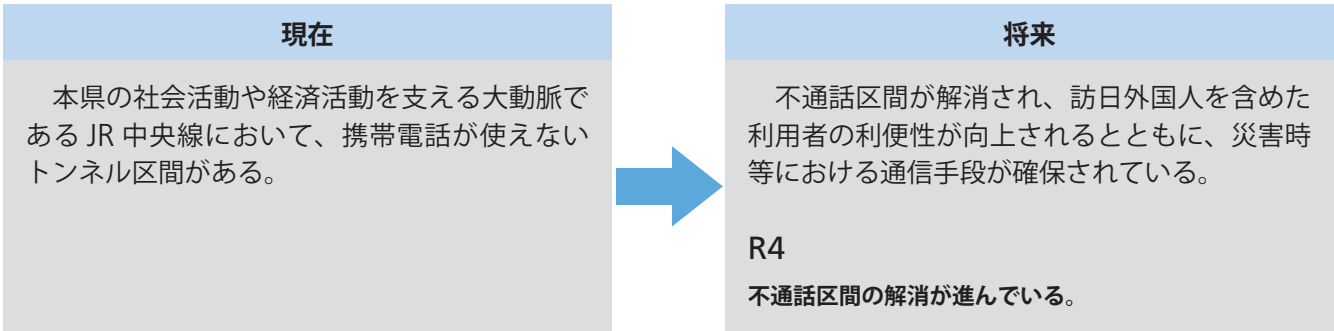 現在
本県の社会活動や経済活動を支える大動脈で
ある JR 中央線において、携帯電話が使えない
トンネル区間がある。
将来
不通話区間が解消され、訪日外国人を含めた
利用者の利便性が向上されるとともに、災害時
等における通信手段が確保されている。
R4
不通話区間の解消が進んでいる。